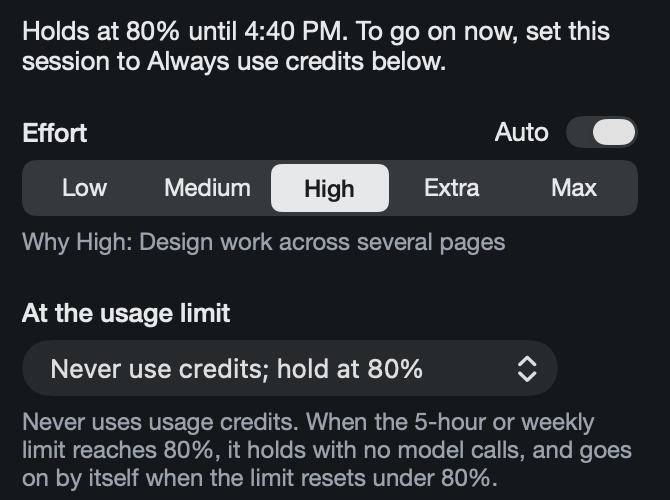 Holds at 80% until 4:40 PM. To go on now, set this
session to Always use credits below.
Effort
Auto
Low
Medium
High
Extra
Max
Why High: Design work across several pages
At the usage limit
Never use credits; hold at 80%
Never uses usage credits. When the 5-hour or weekly
limit reaches 80%, it holds with no model calls, and goes
on by itself when the limit resets under 80%.